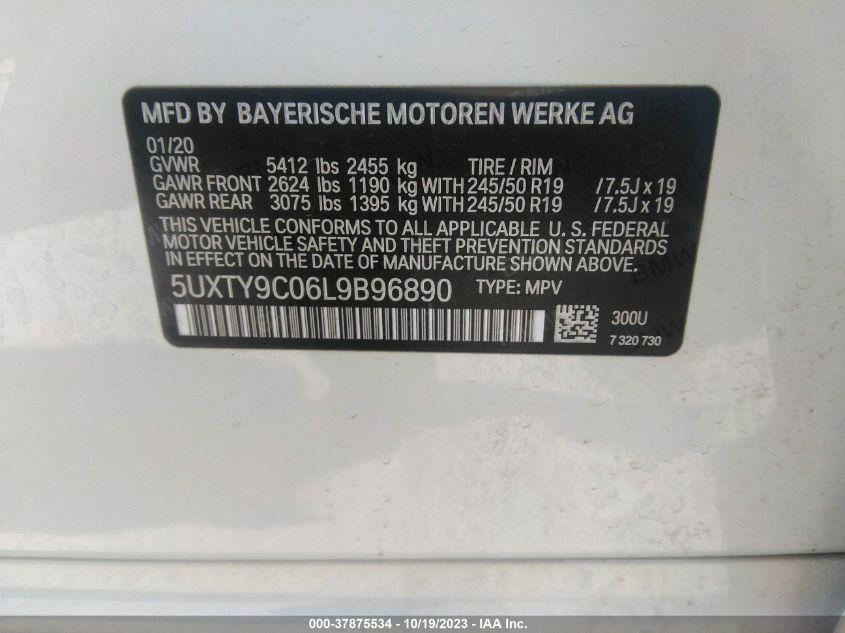 MFD BY BAYERISCHE MOTOREN WERKE AG
01/20
GVWR 5412 lbs 2455 kg TIRE / RIM
GAWR FRONT 2624 lbs 1190 kg WITH 245/50 R19 /7.5J x 19
GAWR REAR 3075 lbs 1395 kg WITH 245/50 R19 /7.5J x 19
THIS VEHICLE CONFORMS TO ALL APPLICABLE U. S. FEDERAL
MOTOR VEHICLE SAFETY AND THEFT PREVENTION STANDARDS
IN EFFECT ON THE DATE OF MANUFACTURE SHOWN ABOVE.
5UXTY9C06L9B96890 TYPE: MPV
300U
7 320 730
000-37875534 - 10/19/2023 - IAA Inc.